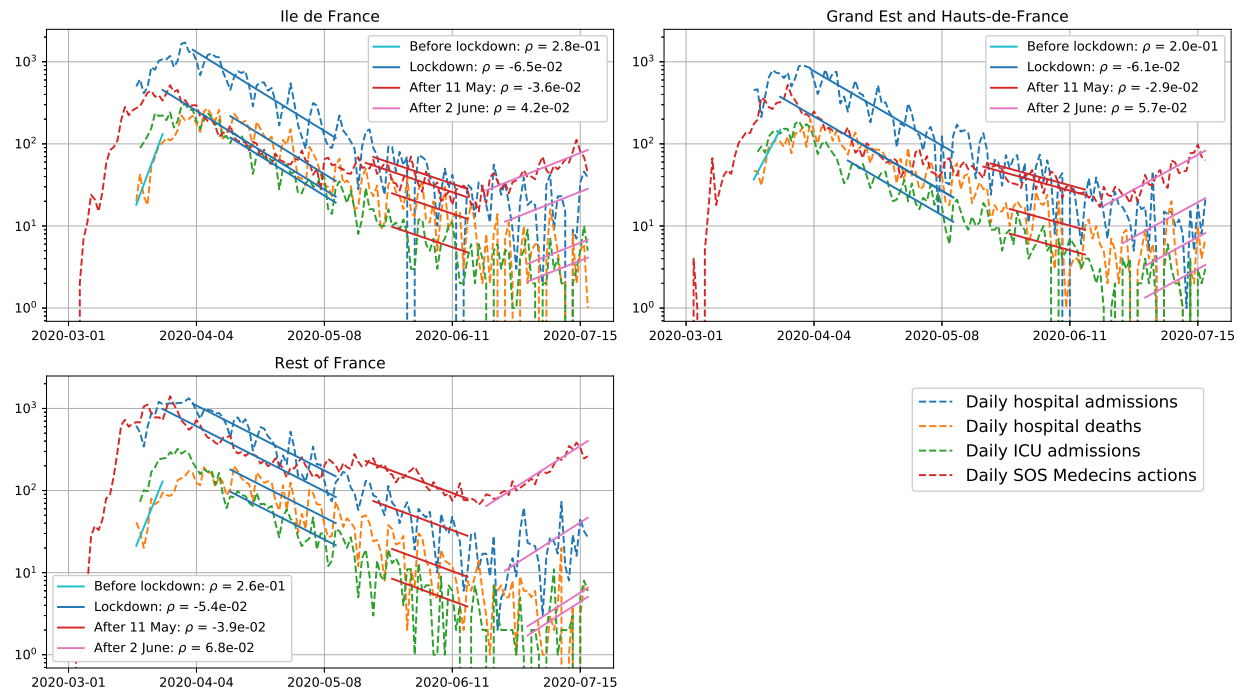 Ile de France
10³
10²
10¹
10⁰
Before lockdown: ρ = 2.8e-01
Lockdown: ρ = -6.5e-02
After 11 May: ρ = -3.6e-02
After 2 June: ρ = 4.2e-02
2020-03-01 2020-04-04 2020-05-08 2020-06-11 2020-07-15
Grand Est and Hauts-de-France
10³
10²
10¹
10⁰
Before lockdown: ρ = 2.0e-01
Lockdown: ρ = -6.1e-02
After 11 May: ρ = -2.9e-02
After 2 June: ρ = 5.7e-02
2020-03-01 2020-04-04 2020-05-08 2020-06-11 2020-07-15
Rest of France
10³
10²
10¹
10⁰
Before lockdown: ρ = 2.6e-01
Lockdown: ρ = -5.4e-02
After 11 May: ρ = -3.9e-02
After 2 June: ρ = 6.8e-02
2020-03-01 2020-04-04 2020-05-08 2020-06-11 2020-07-15
Daily hospital admissions
Daily hospital deaths
Daily ICU admissions
Daily SOS Medecins actions